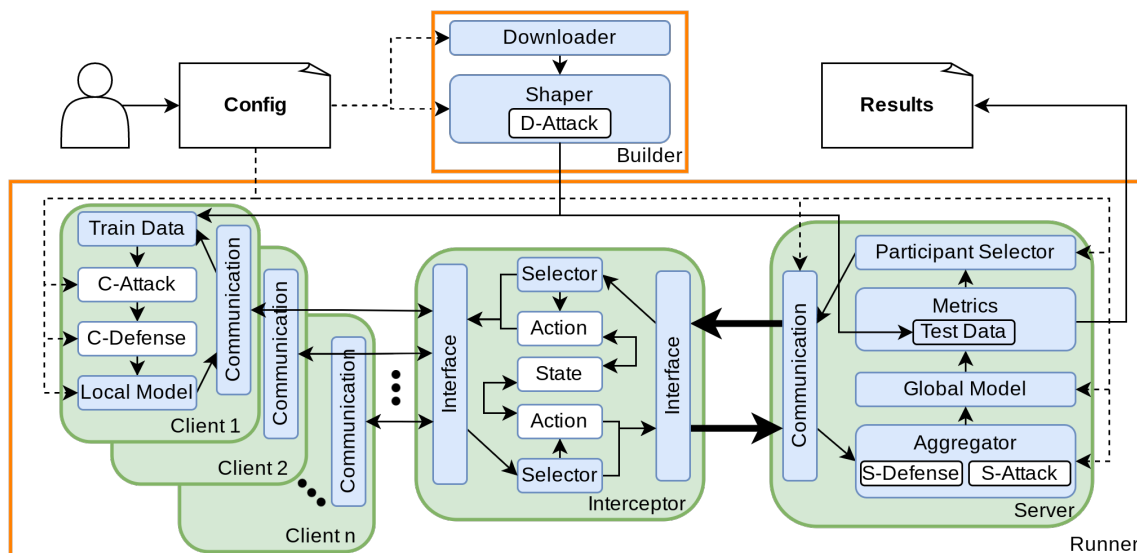 Downloader
Config
Shaper
D-Attack
Builder
Results
Train Data
C-Attack
C-Defense
Local Model
Communication
Client 1
Communication
Client 2
Communication
Client n
Interface
Selector
Action
State
Action
Selector
Interface
Interceptor
Communication
Participant Selector
Metrics
Test Data
Global Model
Aggregator
S-Defense
S-Attack
Server
Runner